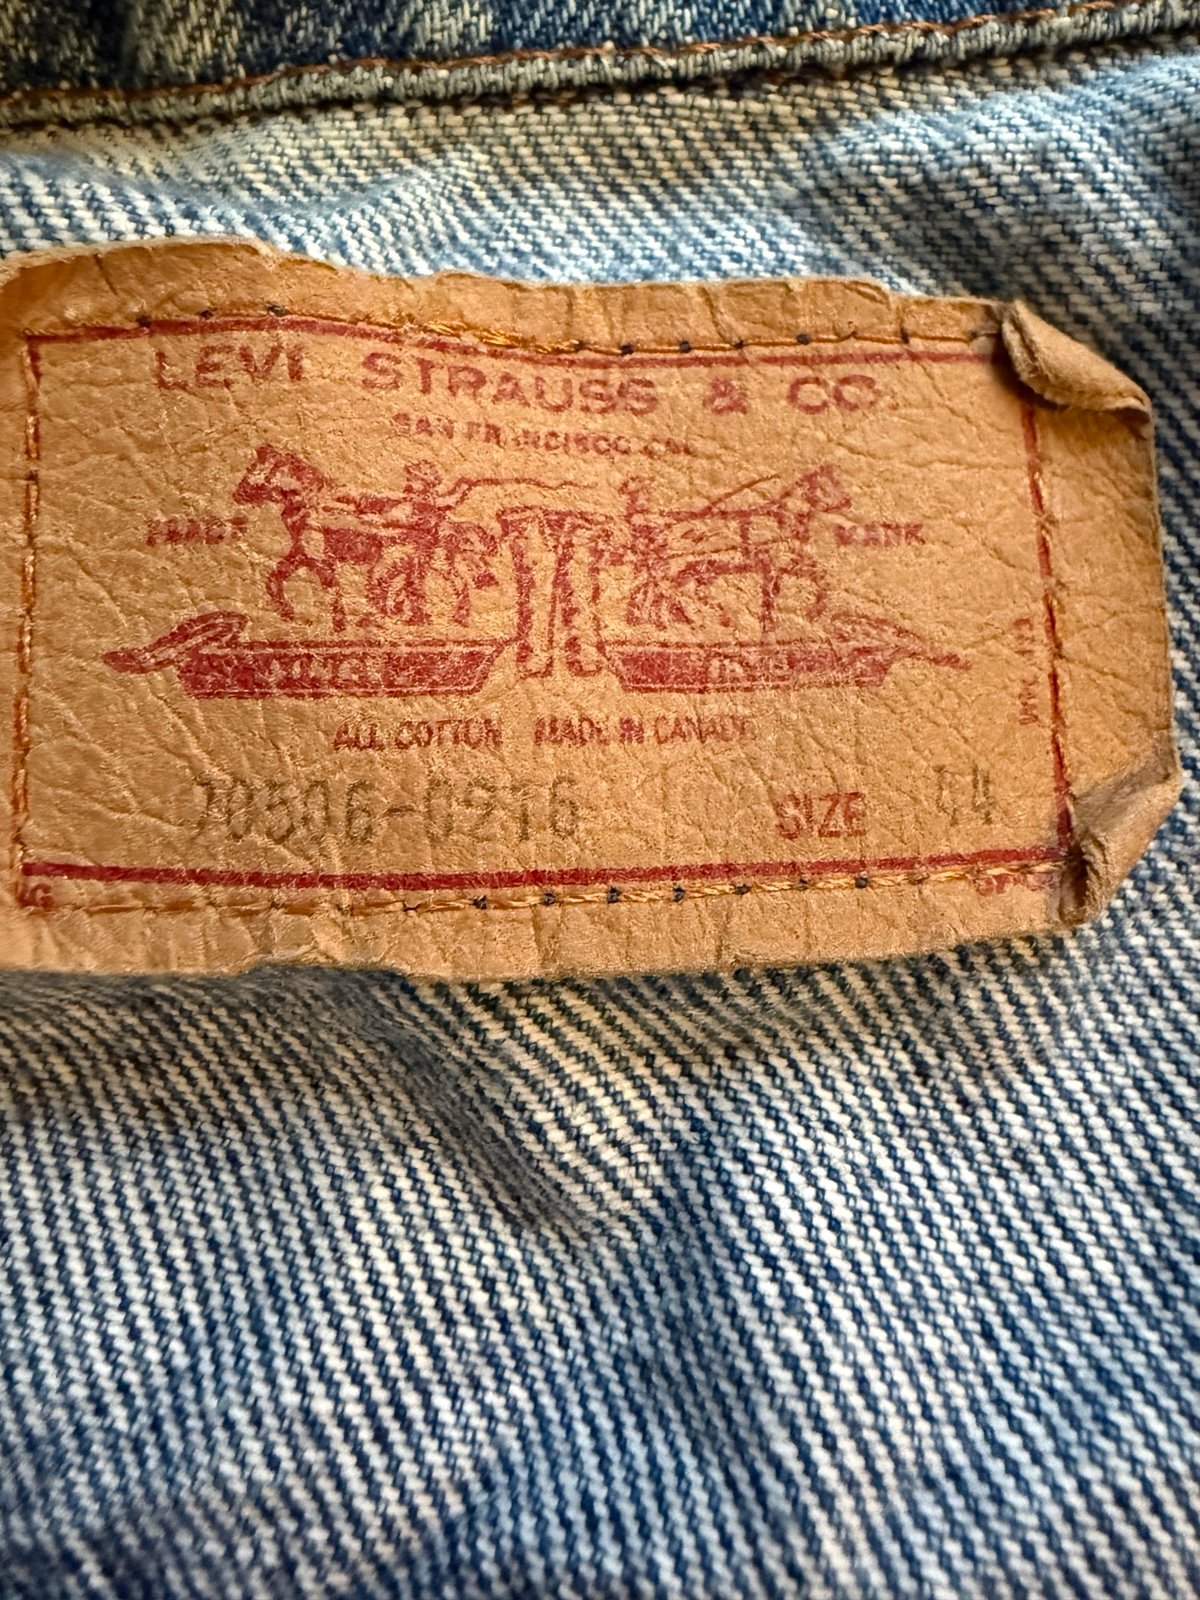 LEVI STRAUSS & CO
SAN FRANCISCO CAL
TRADE MARK
ALL COTTON MADE IN CANADA
70506-0216 SIZE 44